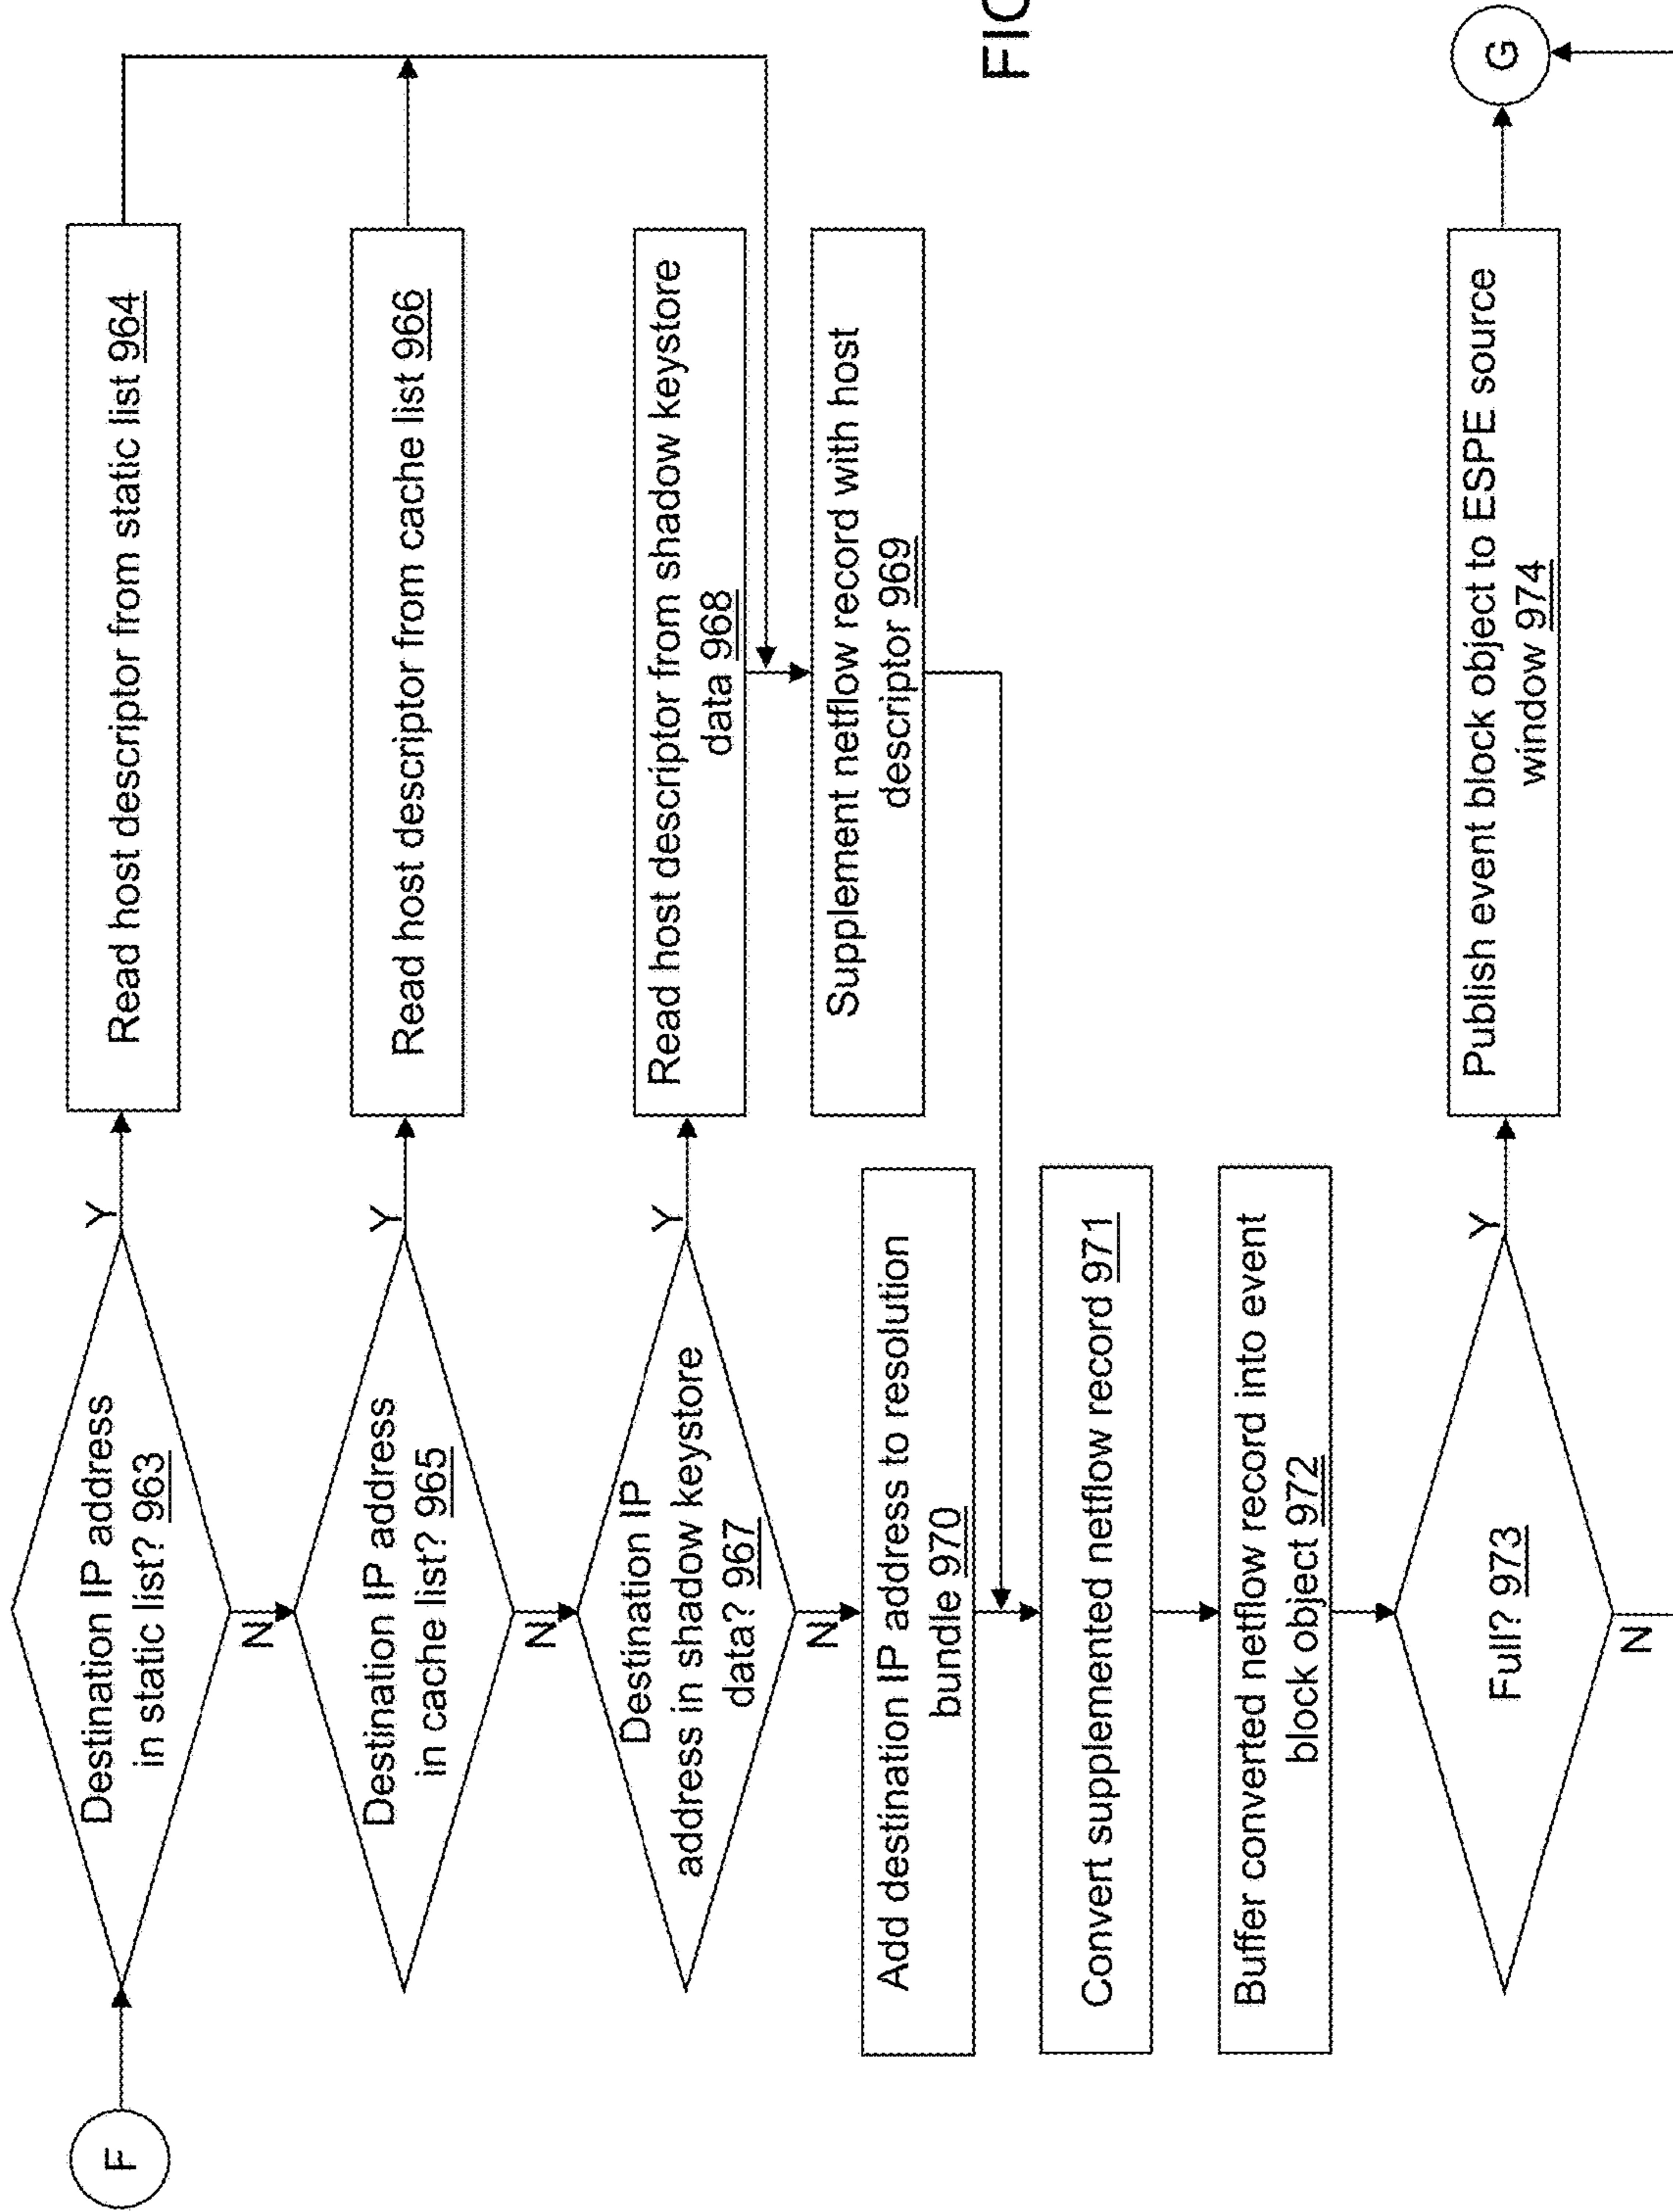 F
Destination IP address
in static list? 963
Y
Read host descriptor from static list 964
N
Destination IP address
in cache list? 965
Y
Read host descriptor from cache list 966
N
Destination IP
address in shadow keystore
data? 967
Y
Read host descriptor from shadow keystore
data 968
Supplement netflow record with host
descriptor 969
N
Add destination IP address to resolution
bundle 970
Convert supplemented netflow record 971
Buffer converted netflow record into event
block object 972
Full? 973
Y
Publish event block object to ESPE source
window 974
G
N